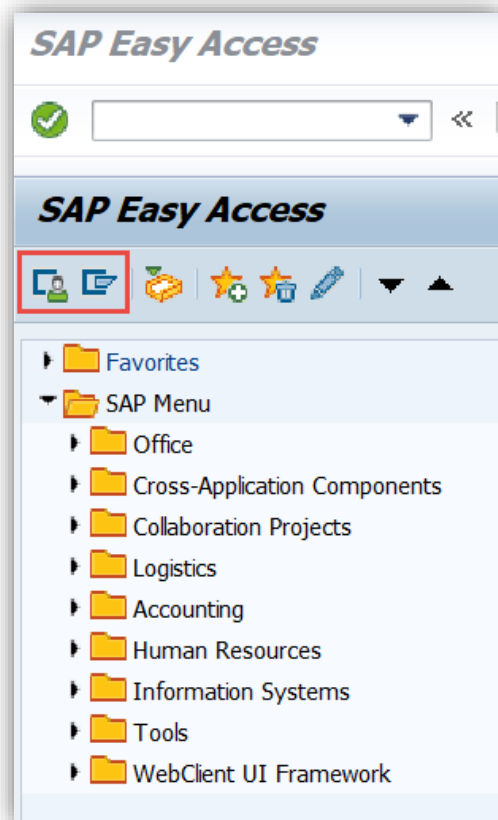 SAP Easy Access
SAP Easy Access
Favorites
SAP Menu
Office
Cross-Application Components
Collaboration Projects
Logistics
Accounting
Human Resources
Information Systems
Tools
WebClient UI Framework